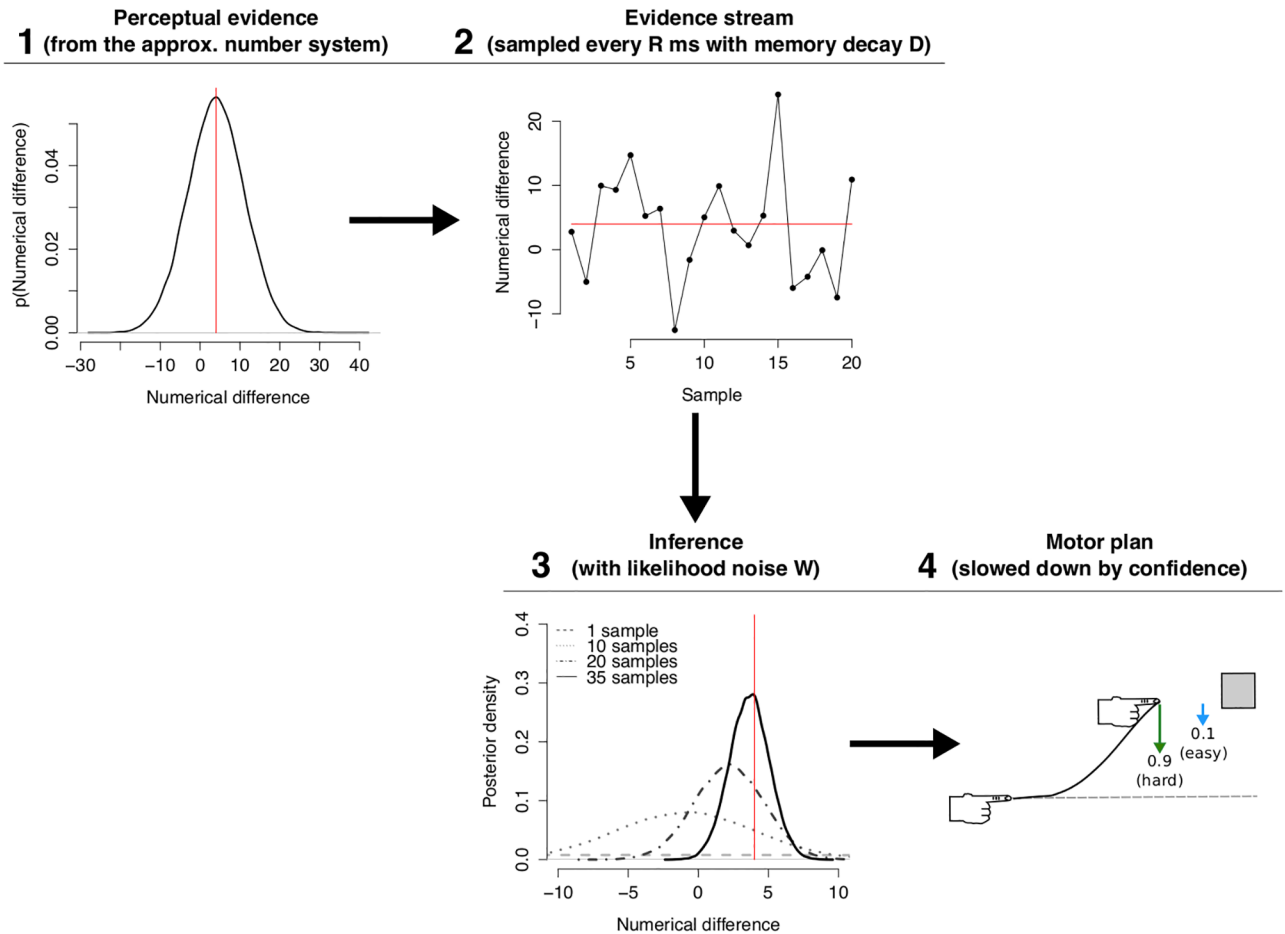 Perceptual evidence
1 (from the approx. number system)
p(Numerical difference)
0.04
0.02
0.00
−30
−10
0
10
20
30
40
Numerical difference
Evidence stream
2 (sampled every R ms with memory decay D)
Numerical difference
20
10
0
−10
5
10
15
20
Sample
Inference
3 (with likelihood noise W)
Posterior density
0.4
0.3
0.2
0.1
0.0
1 sample
10 samples
20 samples
35 samples
−10
−5
0
5
10
Numerical difference
Motor plan
4 (slowed down by confidence)
0.9
(hard)
0.1
(easy)